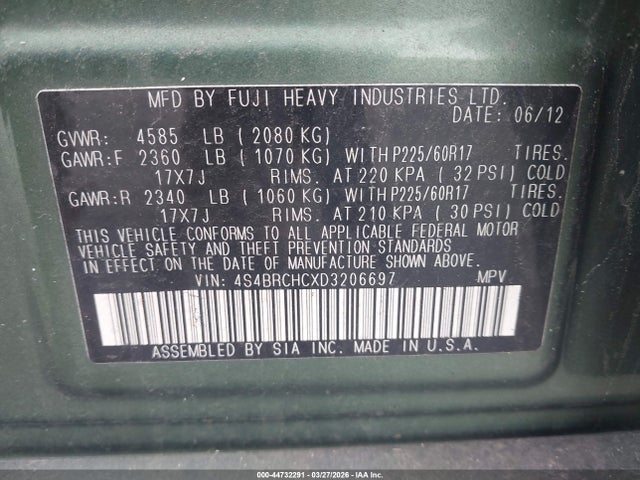 MFD BY FUJI HEAVY INDUSTRIES LTD.
DATE: 06/12
GVWR: 4585 LB ( 2080 KG)
GAWR:F 2360 LB ( 1070 KG) WITH P225/60R17 TIRES.
17X7J RIMS. AT 220 KPA ( 32 PSI) COLD
GAWR:R 2340 LB ( 1060 KG) WITH P225/60R17 TIRES.
17X7J RIMS. AT 210 KPA ( 30 PSI) COLD
THIS VEHICLE CONFORMS TO ALL APPLICABLE FEDERAL MOTOR
VEHICLE SAFETY AND THEFT PREVENTION STANDARDS
IN EFFECT ON THE DATE OF MANUFACTURE SHOWN ABOVE.
VIN: 4S4BRCHCXD3206697 MPV
ASSEMBLED BY SIA INC. MADE IN U.S.A.
000-44732291 - 03/27/2026 - IAAI.COM